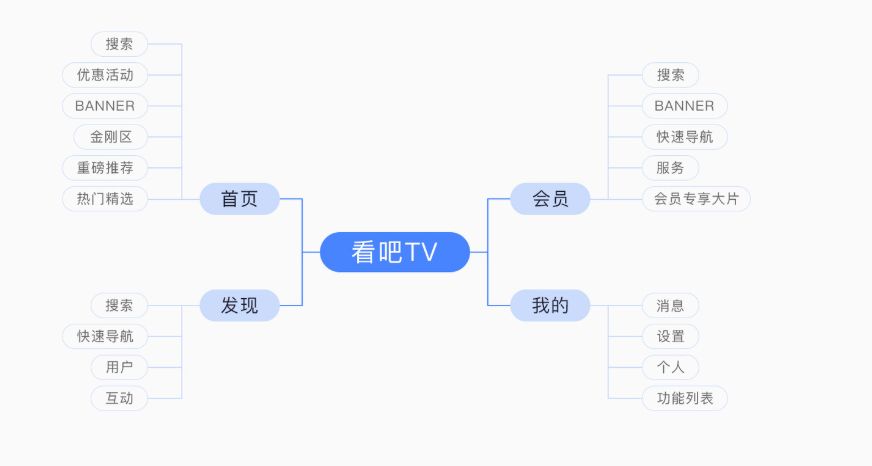 搜索
优惠活动
BANNER
金刚区
重磅推荐
热门精选
首页
搜索
快速导航
用户
互动
发现
看吧TV
会员
搜索
BANNER
快速导航
服务
会员专享大片
我的
消息
设置
个人
功能列表